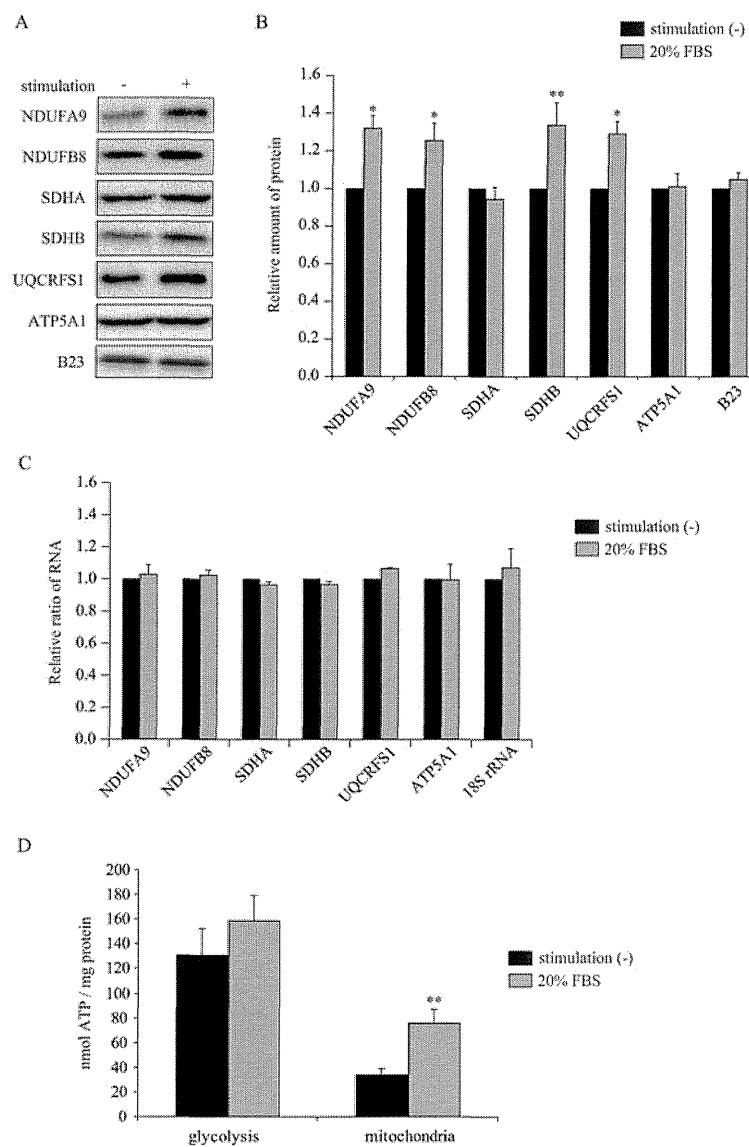 A
stimulation - +
NDUFA9
NDUFB8
SDHA
SDHB
UQCRFS1
ATP5A1
B23
B
stimulation (-)
20% FBS
Relative amount of protein
1.6
1.4
1.2
1.0
0.8
0.6
0.4
0.2
0.0
* * ** *
NDUFA9 NDUFB8 SDHA SDHB UQCRFS1 ATP5A1 B23
C
stimulation (-)
20% FBS
Relative ratio of RNA
1.6
1.4
1.2
1.0
0.8
0.6
0.4
0.2
0.0
NDUFA9 NDUFB8 SDHA SDHB UQCRFS1 ATP5A1 18S rRNA
D
nmol ATP / mg protein
200
180
160
140
120
100
80
60
40
20
0
**
stimulation (-)
20% FBS
glycolysis mitochondria